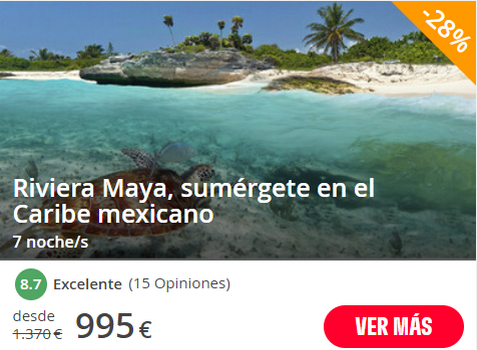 -28%
Riviera Maya, sumérgete en el
Caribe mexicano
7 noche/s
8.7 Excelente (15 Opiniones)
desde
1.370 € 995 €
VER MÁS